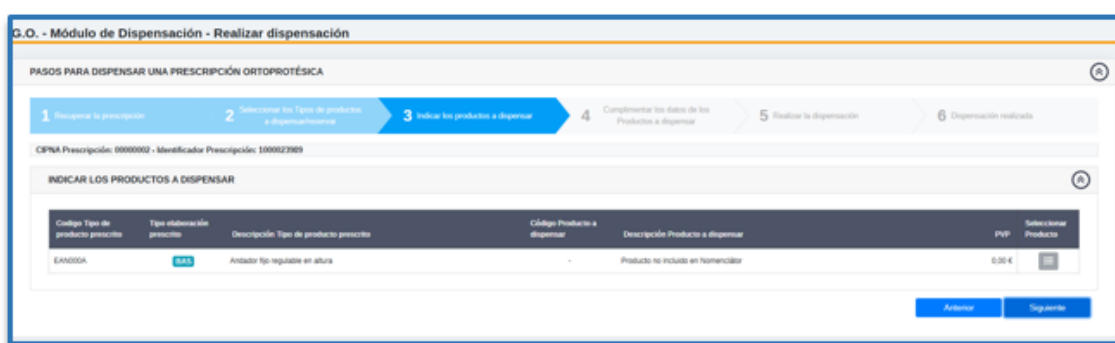 G.O. - Módulo de Dispensación - Realizar dispensación
PASOS PARA DISPENSAR UNA PRESCRIPCIÓN ORTOPROTÉSICA
1 Recuperar la prescripción
2 Seleccionar los Tipos de productos
a dispensar/reservar
3 Indicar los productos a dispensar
4 Cumplimentar los datos de los
Productos a dispensar
5 Realizar la dispensación
6 Dispensación realizada
CIPNA Prescripción: 00000002 - Identificador Prescripción: 1000023989
INDICAR LOS PRODUCTOS A DISPENSAR
Codigo Tipo de
producto prescrito
Tipo elaboración
prescrito
Descripción Tipo de producto prescrito
Código Producto a
dispensar
Descripción Producto a dispensar
PVP
Seleccionar
Producto
EAN000A
BAS
Andador fijo regulable en altura
-
Producto no incluido en Nomenclátor
0,00 €
Anterior
Siguiente